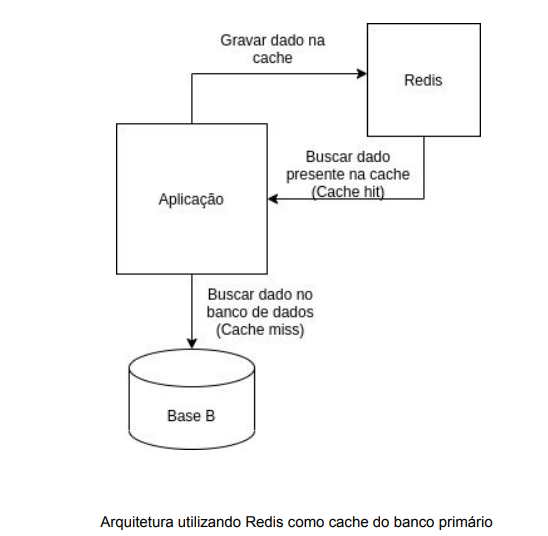 Gravar dado na
cache
Redis
Buscar dado
presente na cache
(Cache hit)
Aplicação
Buscar dado no
banco de dados
(Cache miss)
Base B
Arquitetura utilizando Redis como cache do banco primário